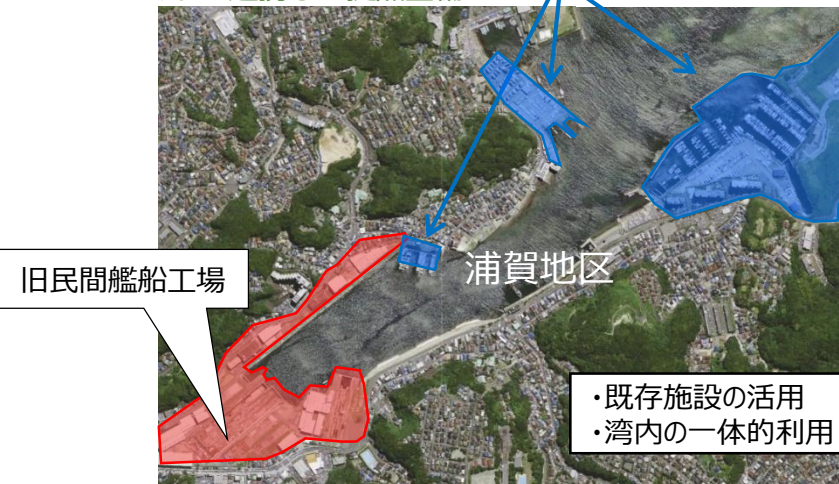 浦賀地区
旧民間艦船工場
・既存施設の活用
・湾内の一体的利用